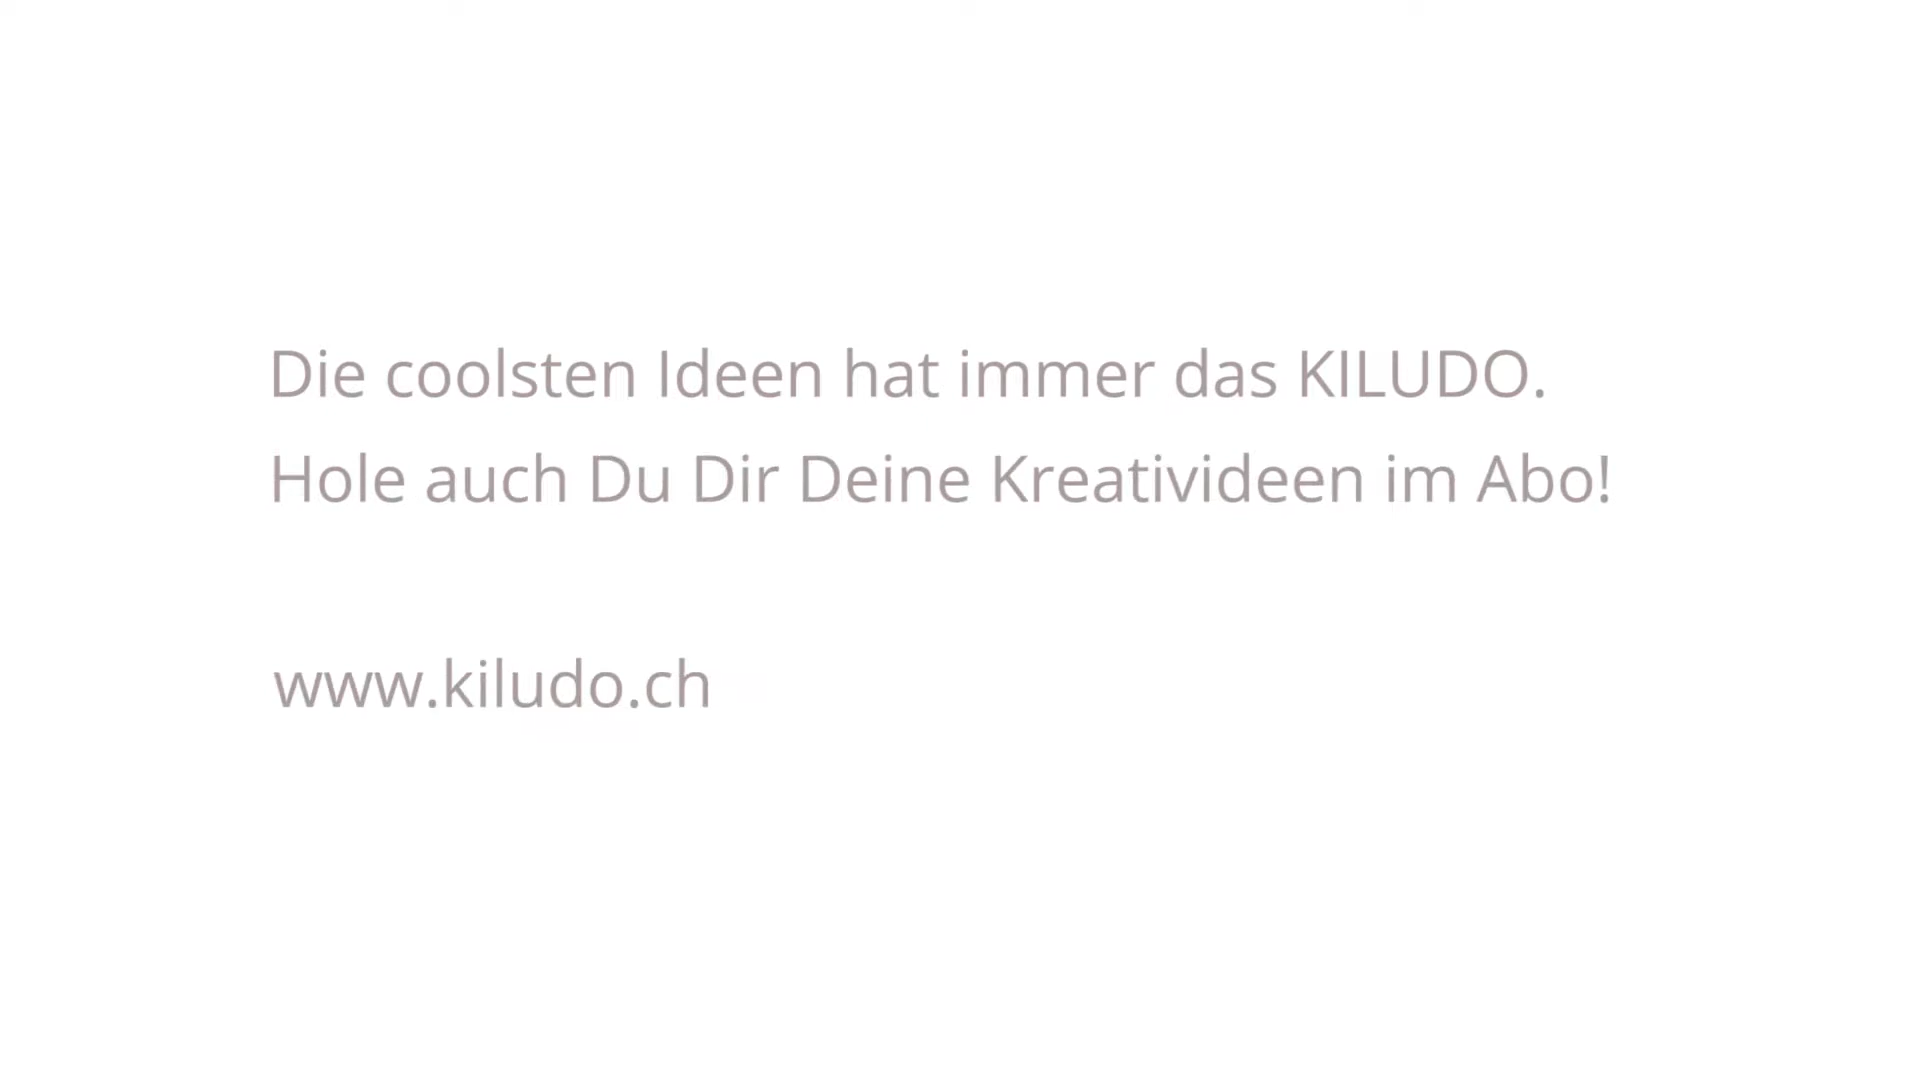 Die coolsten Ideen hat immer das KILUDO.
Hole auch Du Dir Deine Kreativideen im Abo!
www.kiludo.ch